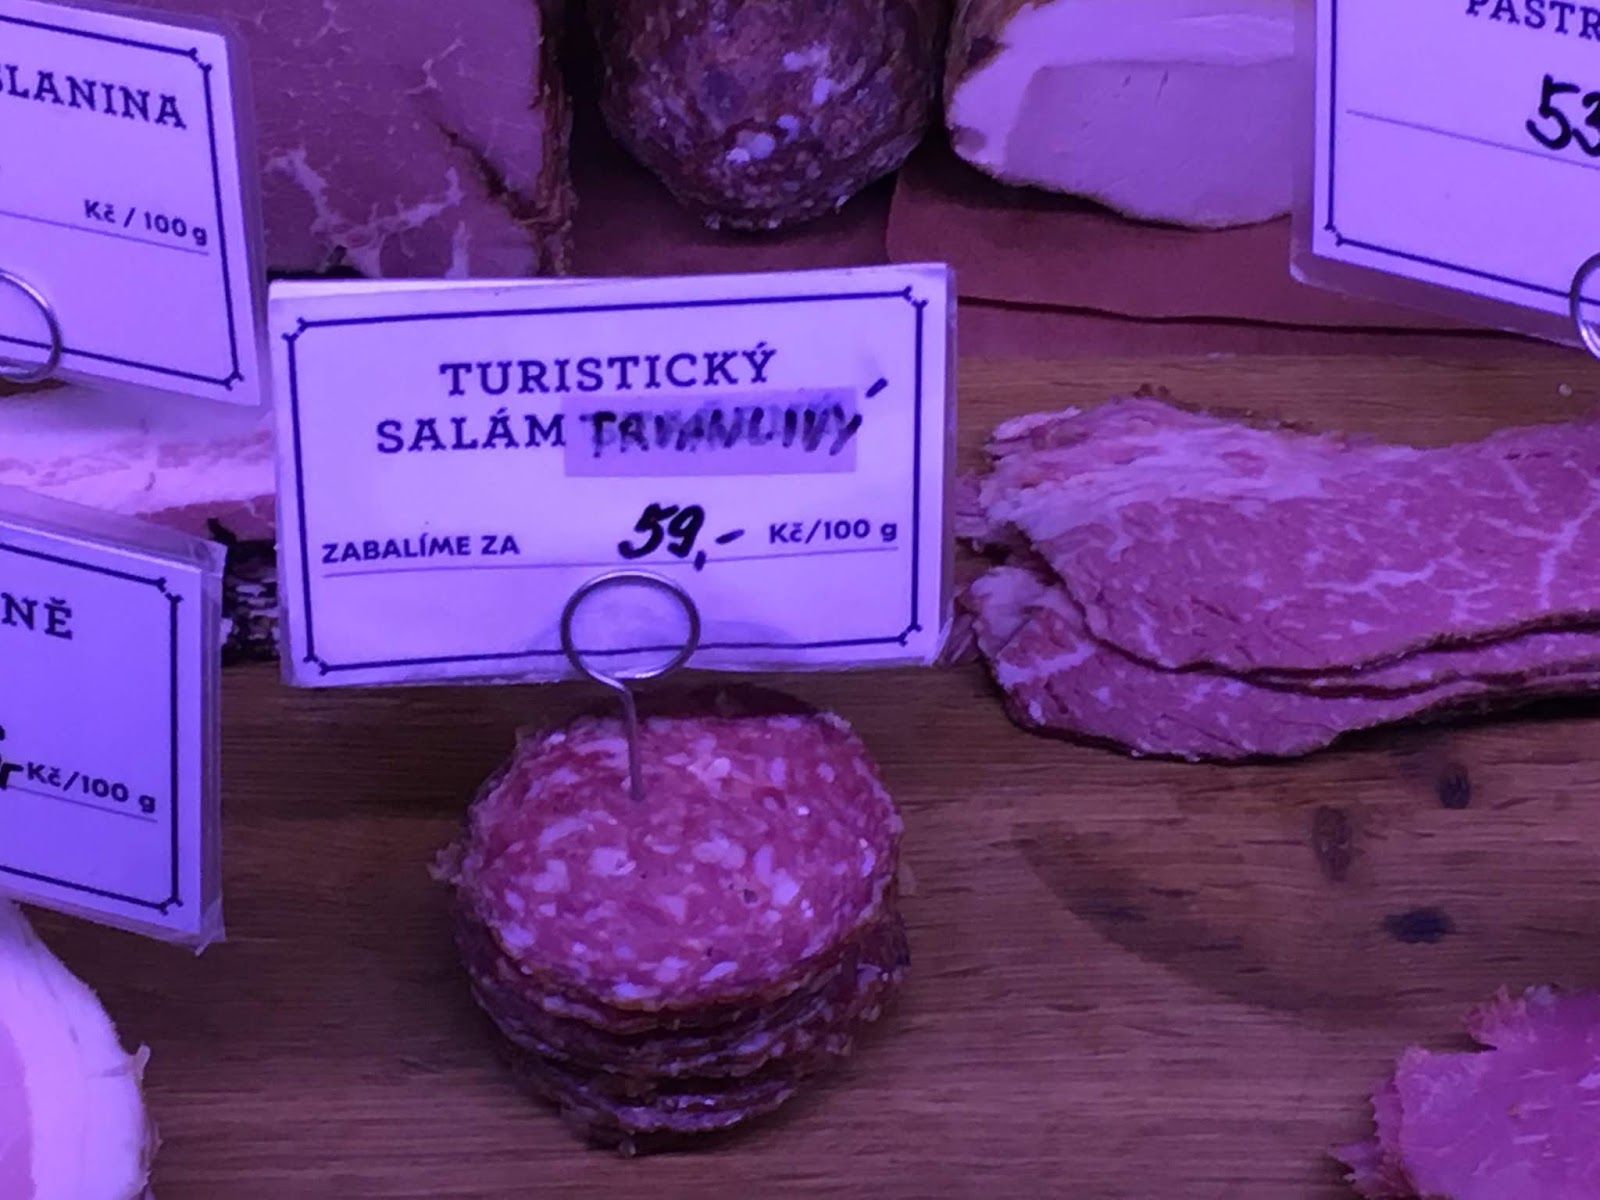 SLANINA
Kč / 100 g
PASTR
53
TURISTICKÝ
SALÁM TRVANLIVÝ
ZABALÍME ZA 59,- Kč/100 g
NĚ
Kč/100 g